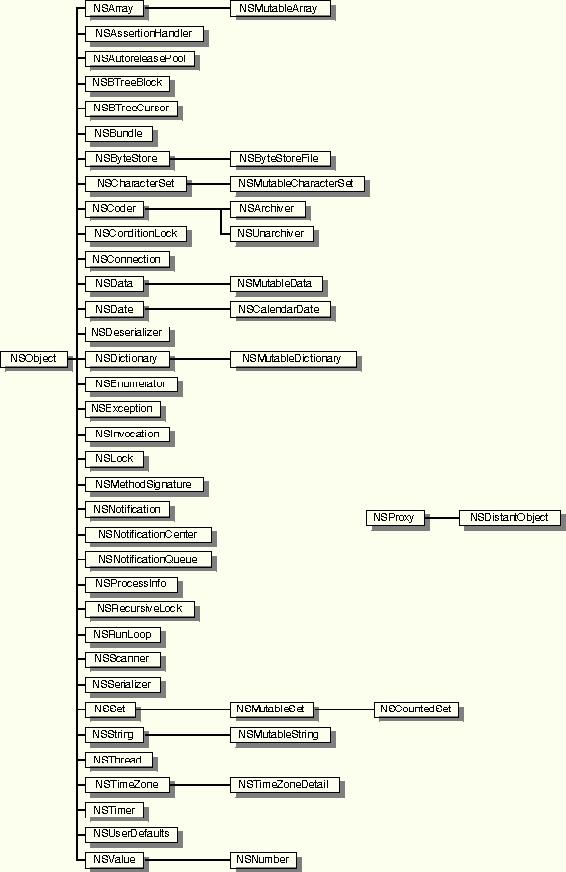 NSArray NSMutableArray
NSAssertionHandler
NSAutoreleasePool
NSBTreeBlock
NSBTreeCursor
NSBundle
NSByteStore NSByteStoreFile
NSCharacterSet NSMutableCharacterSet
NSCoder NSArchiver
NSConditionLock NSUnarchiver
NSConnection
NSData NSMutableData
NSDate NSCalendarDate
NSDeserializer
NSObject NSDictionary NSMutableDictionary
NSEnumerator
NSException
NSInvocation
NSLock
NSMethodSignature
NSNotification
NSProxy NSDistantObject
NSNotificationCenter
NSNotificationQueue
NSProcessInfo
NSRecursiveLock
NSRunLoop
NSScanner
NSSerializer
NSSet NSMutableSet NSCountedSet
NSString NSMutableString
NSThread
NSTimeZone NSTimeZoneDetail
NSTimer
NSUserDefaults
NSValue NSNumber